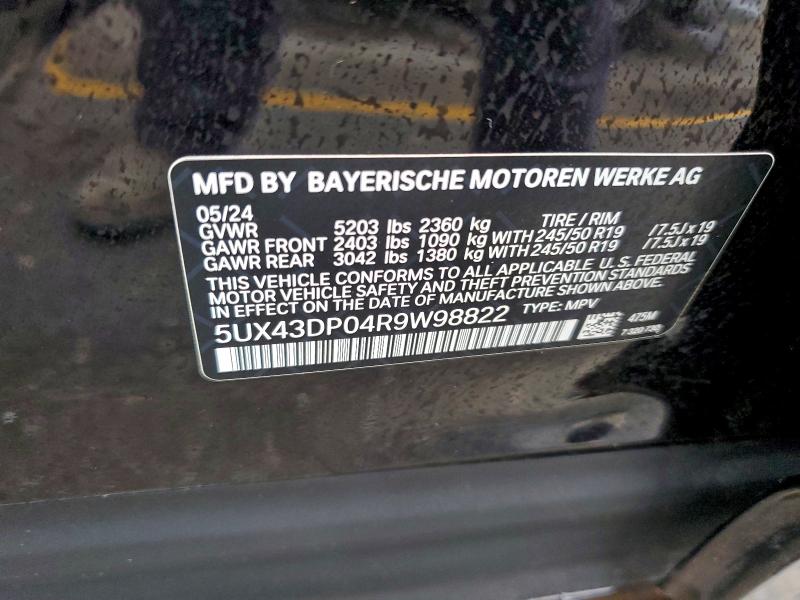 MFD BY BAYERISCHE MOTOREN WERKE AG
05/24 TIRE / RIM
GVWR 5203 lbs 2360 kg
GAWR FRONT 2403 lbs 1090 kg WITH 245/50 R19 / 7.5J x 19
GAWR REAR 3042 lbs 1380 kg WITH 245/50 R19 / 7.5J x 19
THIS VEHICLE CONFORMS TO ALL APPLICABLE U. S. FEDERAL
MOTOR VEHICLE SAFETY AND THEFT PREVENTION STANDARDS
IN EFFECT ON THE DATE OF MANUFACTURE SHOWN ABOVE.
5UX43DP04R9W98822 TYPE: MPV
475M
7 320 730